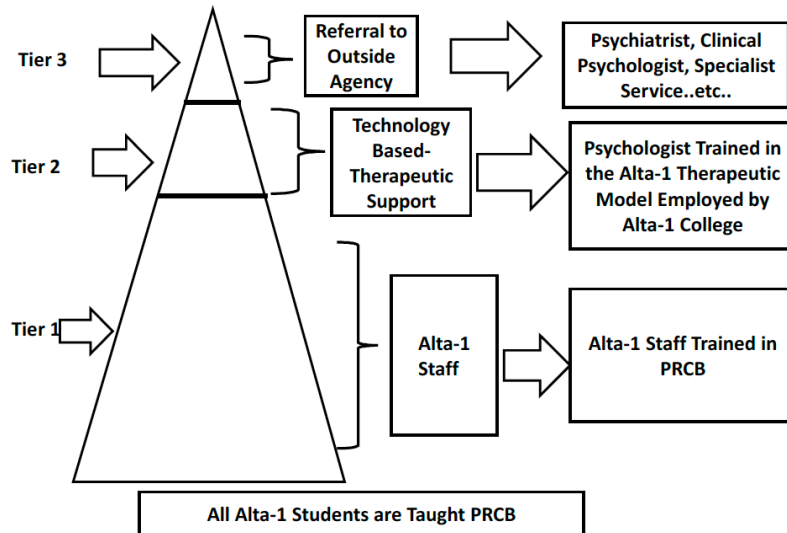 Tier 3
Referral to
Outside
Agency
Psychiatrist, Clinical
Psychologist, Specialist
Service..etc..
Tier 2
Technology
Based-
Therapeutic
Support
Psychologist Trained in
the Alta-1 Therapeutic
Model Employed by
Alta-1 College
Tier 1
Alta-1
Staff
Alta-1 Staff Trained in
PRCB
All Alta-1 Students are Taught PRCB